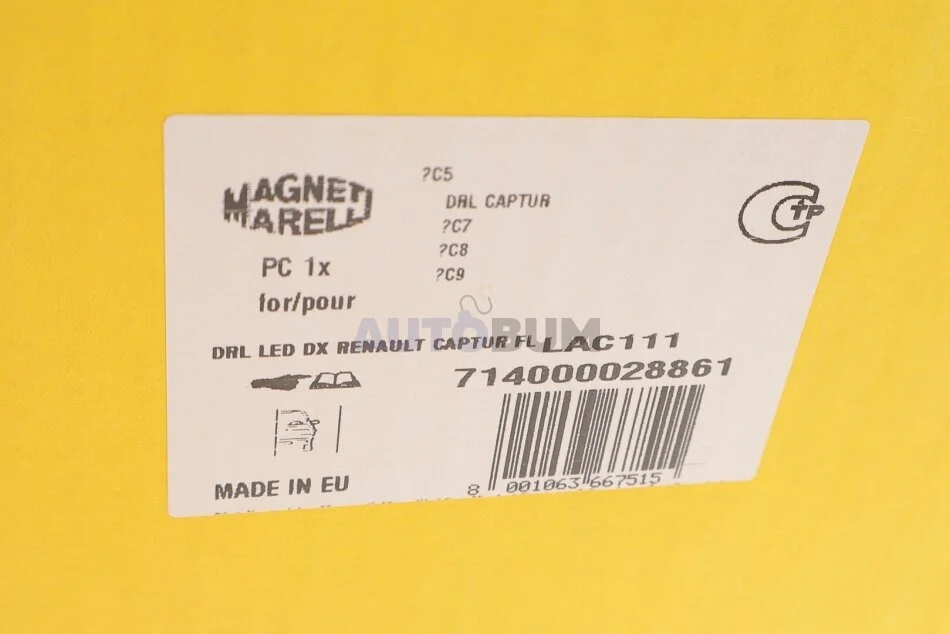 MAGNETI
MARELLI
PC 1x
for/pour
?C5
DRL CAPTUR
?C7
?C8
?C9
CTP
AUTOBUM
DRL LED DX RENAULT CAPTUR FL LAC111
714000028861
8 001063 667515
MADE IN EU